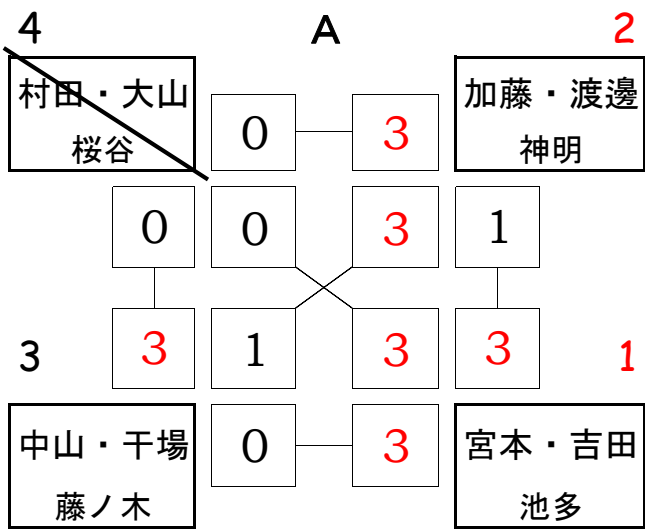 4 A 2
村田・大山 加藤・渡邊
桜谷 0 3 神明
0 0 3 1
3 3 1 3 3 1
中山・干場 0 3 宮本・吉田
藤ノ木 池多